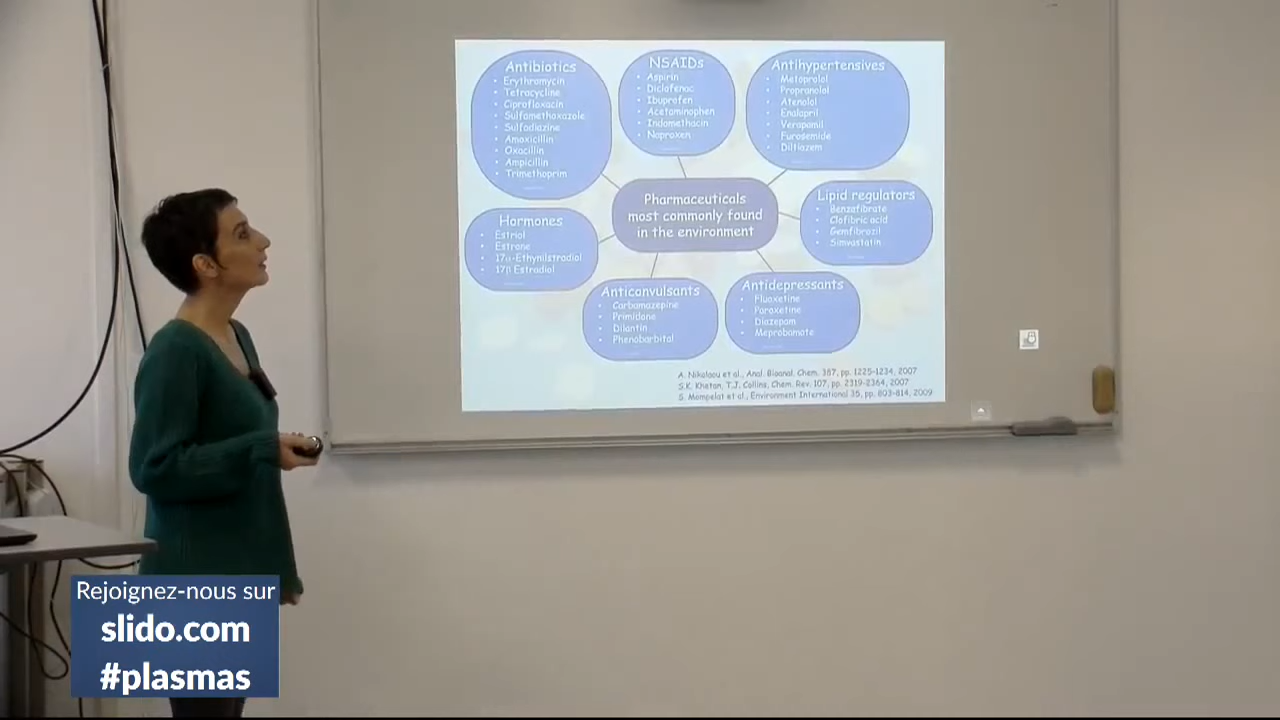 Antibiotics
Erythromycin
Tetracycline
Ciprofloxacin
Sulfamethoxazole
Sulfadiazine
Amoxicillin
Oxacillin
Ampicillin
Trimethoprim
NSAIDs
Aspirin
Diclofenac
Ibuprofen
Acetaminophen
Indomethacin
Naproxen
Antihypertensives
Metoprolol
Propranolol
Atenolol
Enalapril
Verapamil
Furosemide
Diltiazem
Pharmaceuticals
most commonly found
in the environment
Lipid regulators
Benzafibrate
Clofibric acid
Gemfibrozil
Simvastatin
Hormones
Estriol
Estrone
17α-Ethynilstradiol
17β Estradiol
Anticonvulsants
Carbamazepine
Primidone
Dilantin
Phenobarbital
Antidepressants
Fluoxetine
Paroxetine
Diazepam
Meprobamate
A. Nikolaou et al., Anal. Bioanal. Chem. 387, pp. 1225-1234, 2007
S.K. Khetan, T.J. Collins, Chem. Rev. 107, pp. 2319-2364, 2007
S. Mompelat et al., Environment International 35, pp. 803-814, 2009
Rejoignez-nous sur
slido.com
#plasmas